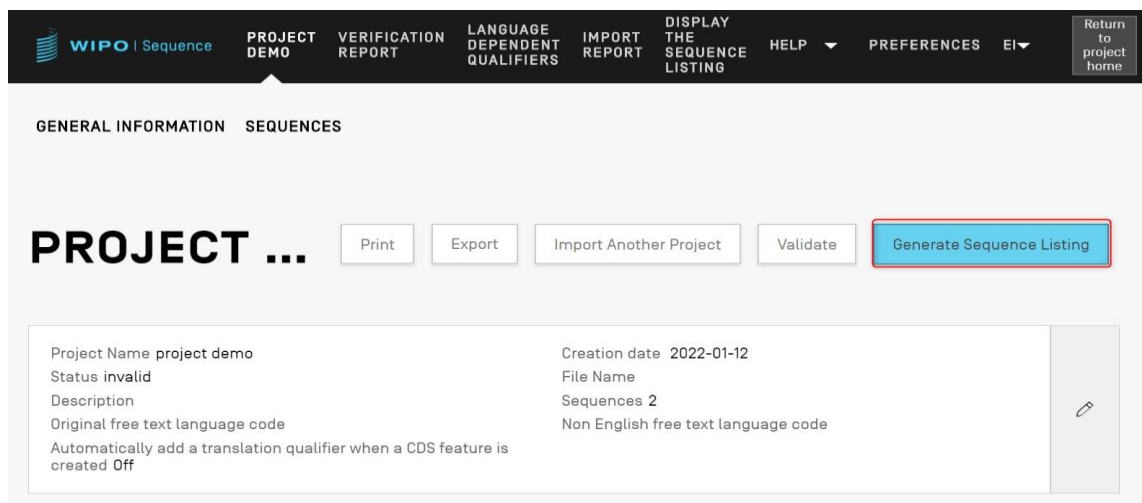 WIPO | Sequence
PROJECT
DEMO
VERIFICATION
REPORT
LANGUAGE
DEPENDENT
QUALIFIERS
IMPORT
REPORT
DISPLAY
THE
SEQUENCE
LISTING
HELP
PREFERENCES
El
Return
to
project
home
GENERAL INFORMATION SEQUENCES
PROJECT ...
Print
Export
Import Another Project
Validate
Generate Sequence Listing
Project Name project demo
Status invalid
Description
Original free text language code
Automatically add a translation qualifier when a CDS feature is
created Off
Creation date 2022-01-12
File Name
Sequences 2
Non English free text language code